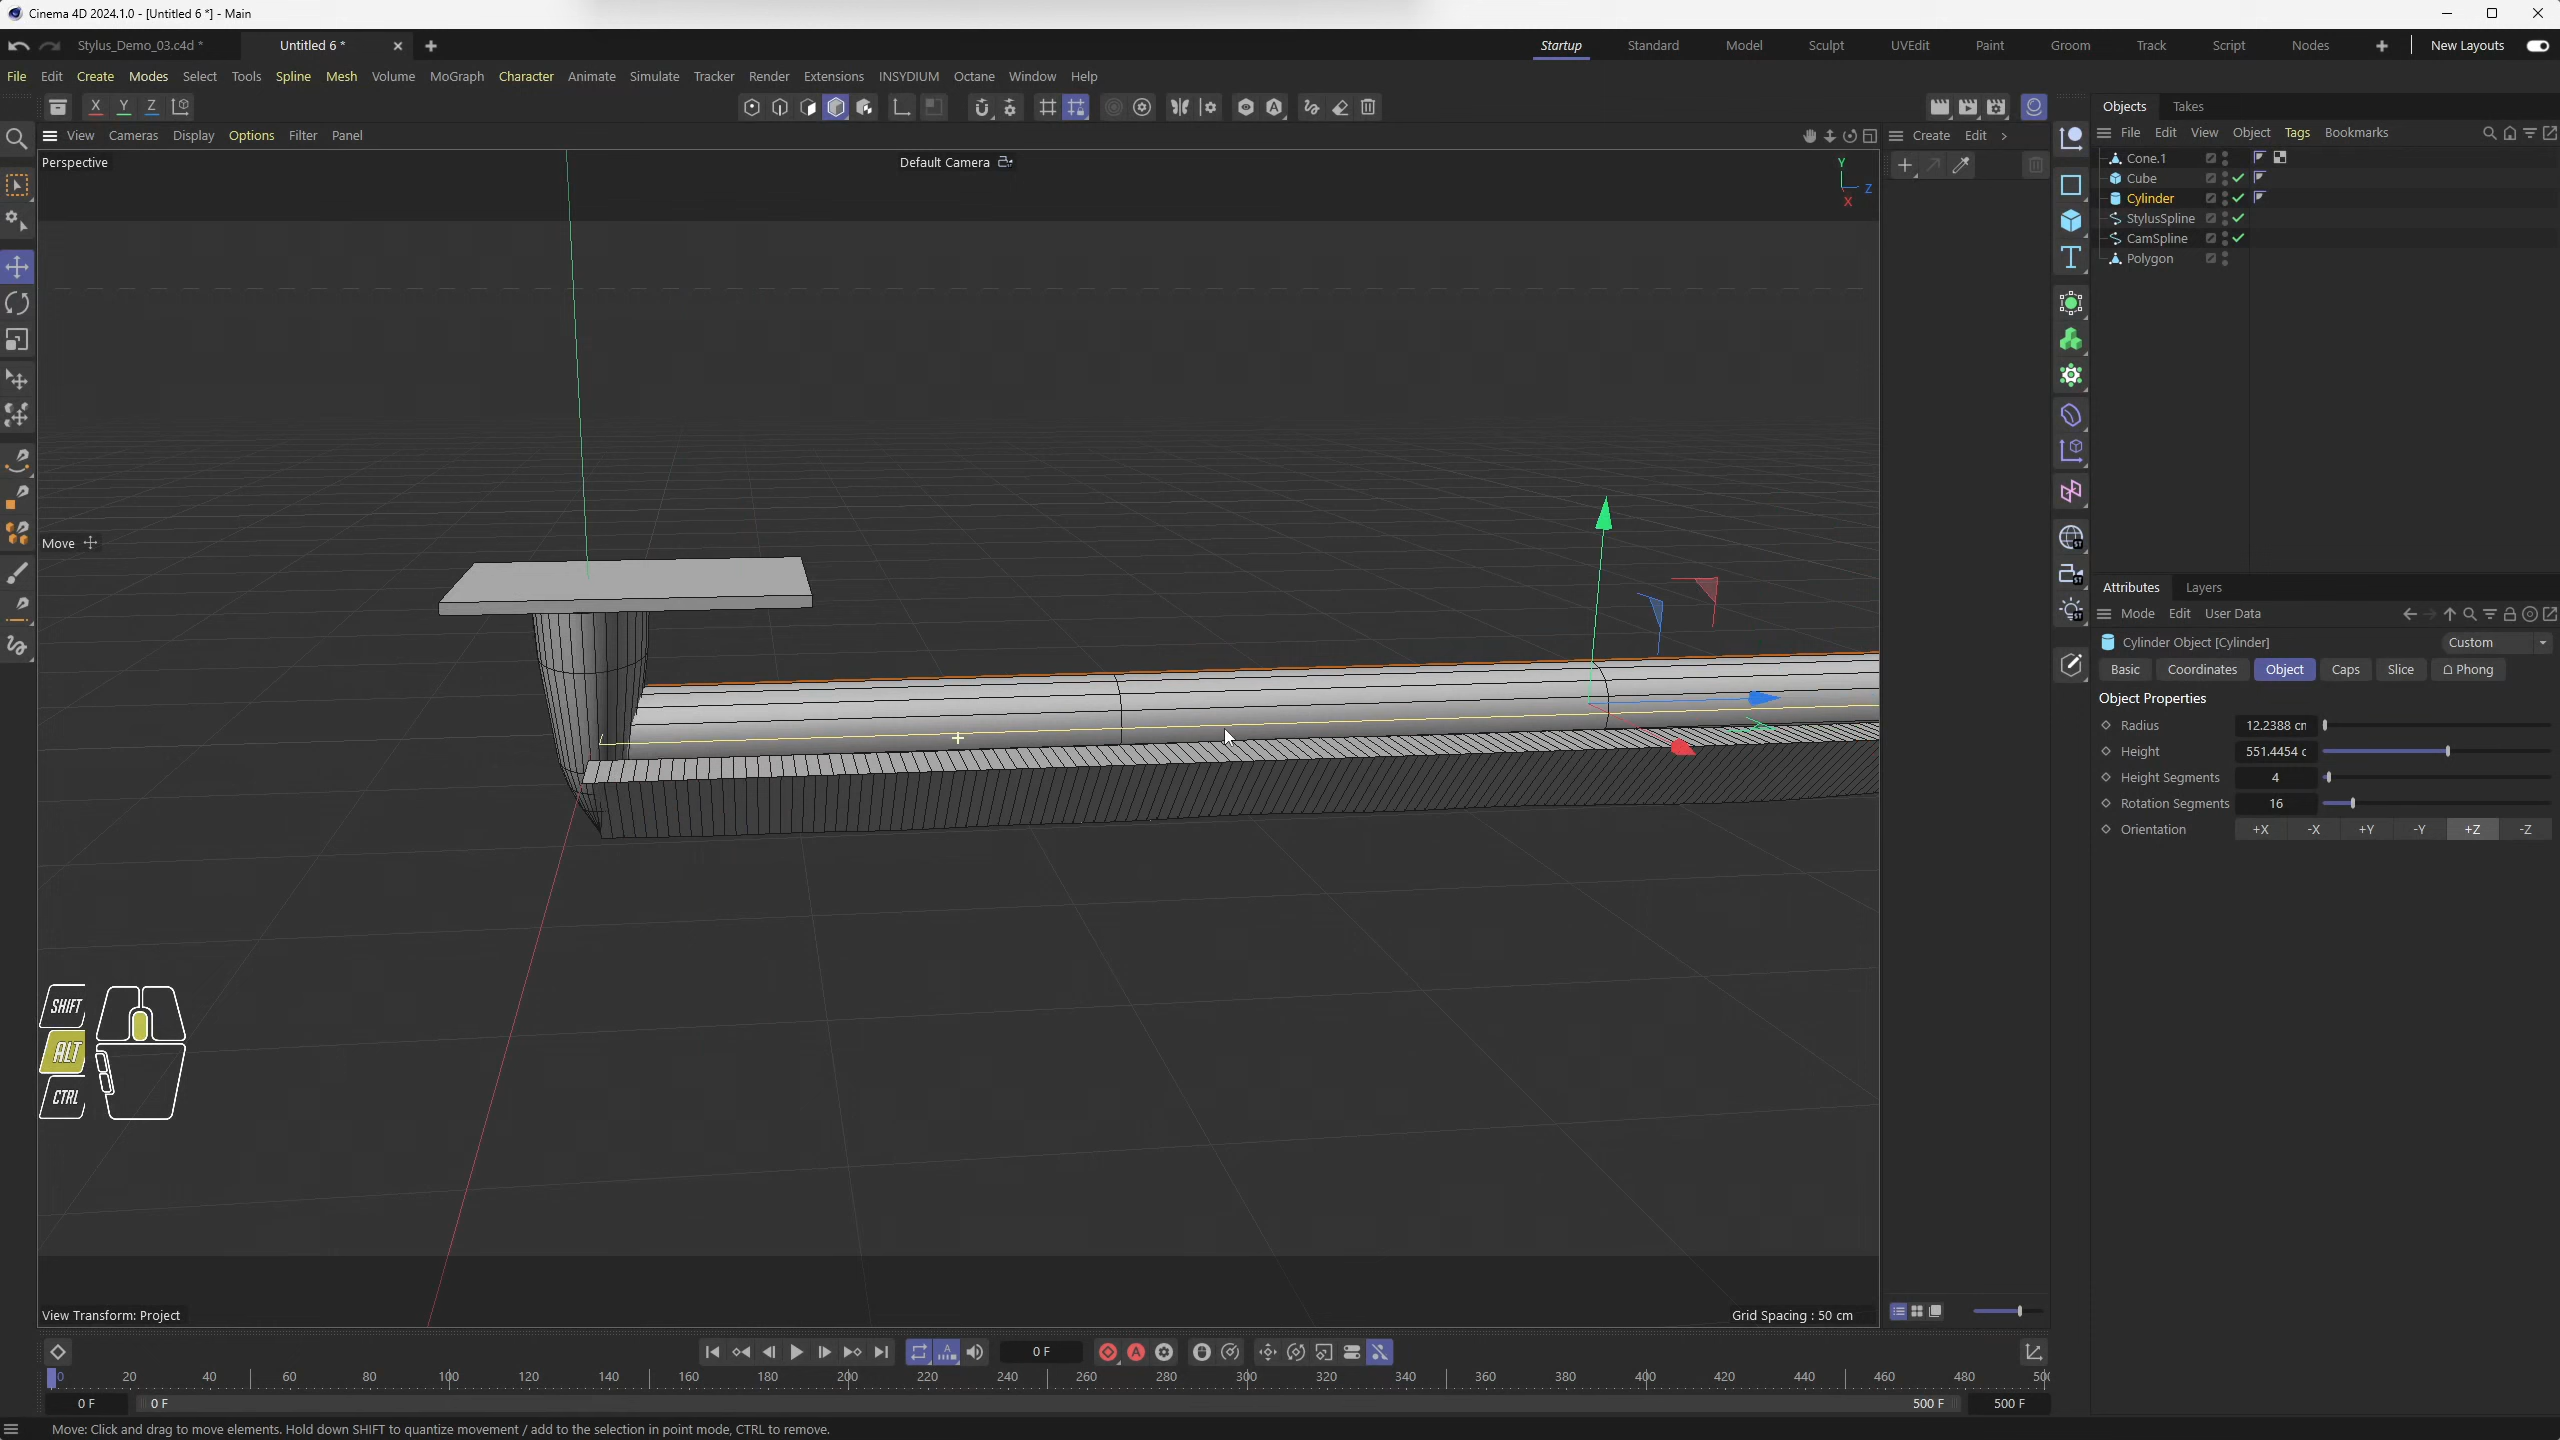 Cinema 4D 2024.1.0 - [Untitled 6 *] - Main
Stylus_Demo_03.c4d *
Untitled 6 *
Startup
Standard
Model
Sculpt
UVEdit
Paint
Groom
Track
Script
Nodes
New Layouts
File
Edit
Create
Modes
Select
Tools
Spline
Mesh
Volume
MoGraph
Character
Animate
Simulate
Tracker
Render
Extensions
INSYDIUM
Octane
Window
Help
X
Y
Z
Objects
Takes
View
Cameras
Display
Options
Filter
Panel
Create
Edit
File
Edit
View
Object
Tags
Bookmarks
Perspective
Default Camera
Y
Z
X
Cone.1
Cube
Cylinder
StylusSpline
CamSpline
Polygon
Move
Attributes
Layers
Mode
Edit
User Data
Cylinder Object [Cylinder]
Custom
Basic
Coordinates
Object
Caps
Slice
Phong
Object Properties
Radius
12.2388 cm
Height
551.4454 c
Height Segments
4
Rotation Segments
16
Orientation
+X
-X
+Y
-Y
+Z
-Z
SHIFT
ALT
CTRL
View Transform: Project
Grid Spacing : 50 cm
0 F
0
20
40
60
80
100
120
140
160
180
200
220
240
260
280
300
320
340
360
380
400
420
440
460
480
500
0 F
0 F
500 F
500 F
Move: Click and drag to move elements. Hold down SHIFT to quantize movement / add to the selection in point mode, CTRL to remove.